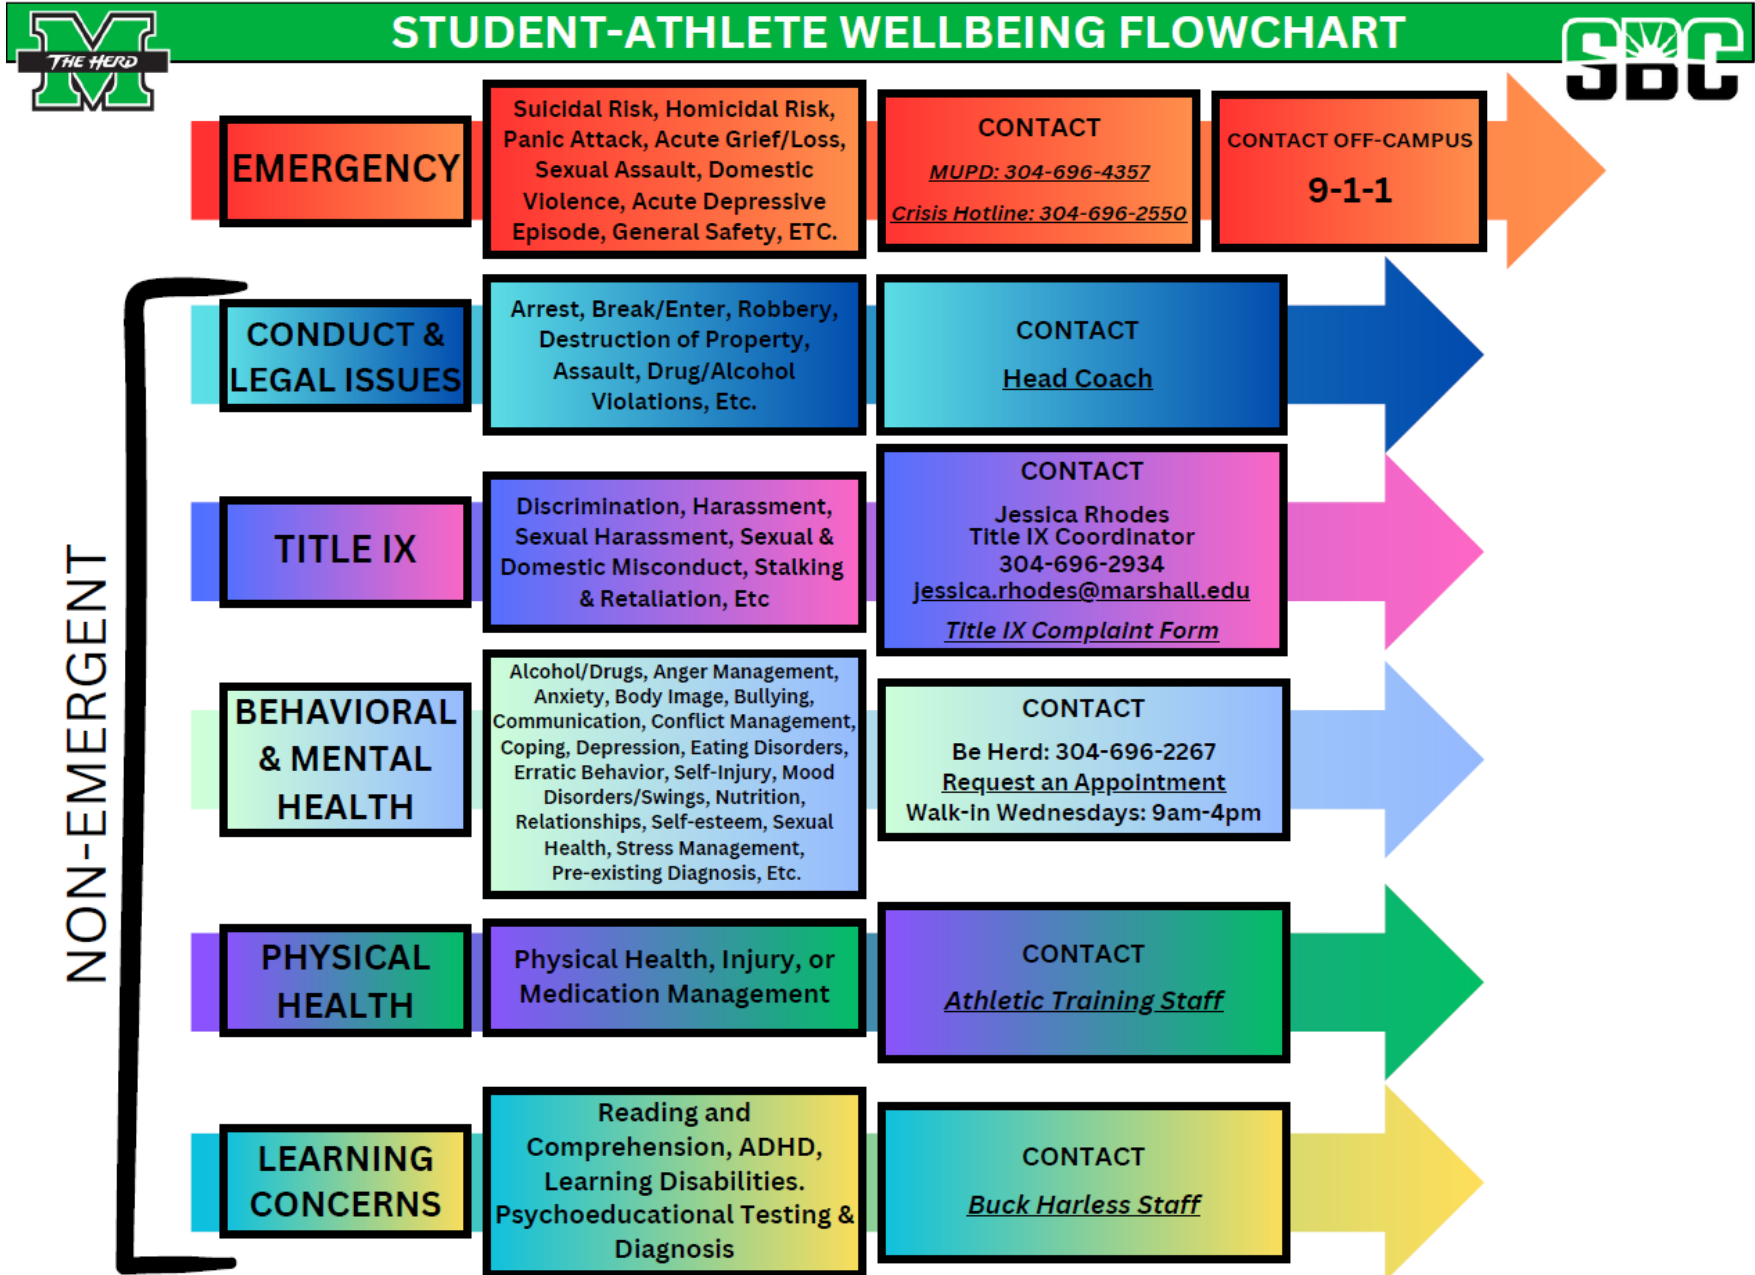 STUDENT-ATHLETE WELLBEING FLOWCHART
M
THE HERD
SBC
EMERGENCY
Suicidal Risk, Homicidal Risk,
Panic Attack, Acute Grief/Loss,
Sexual Assault, Domestic
Violence, Acute Depressive
Episode, General Safety, ETC.
CONTACT
MUPD: 304-696-4357
Crisis Hotline: 304-696-2550
CONTACT OFF-CAMPUS
9-1-1
NON-EMERGENT
CONDUCT &
LEGAL ISSUES
Arrest, Break/Enter, Robbery,
Destruction of Property,
Assault, Drug/Alcohol
Violations, Etc.
CONTACT
Head Coach
TITLE IX
Discrimination, Harassment,
Sexual Harassment, Sexual &
Domestic Misconduct, Stalking
& Retaliation, Etc
CONTACT
Jessica Rhodes
Title IX Coordinator
304-696-2934
jessica.rhodes@marshall.edu
Title IX Complaint Form
BEHAVIORAL
& MENTAL
HEALTH
Alcohol/Drugs, Anger Management,
Anxiety, Body Image, Bullying,
Communication, Conflict Management,
Coping, Depression, Eating Disorders,
Erratic Behavior, Self-Injury, Mood
Disorders/Swings, Nutrition,
Relationships, Self-esteem, Sexual
Health, Stress Management,
Pre-existing Diagnosis, Etc.
CONTACT
Be Herd: 304-696-2267
Request an Appointment
Walk-in Wednesdays: 9am-4pm
PHYSICAL
HEALTH
Physical Health, Injury, or
Medication Management
CONTACT
Athletic Training Staff
LEARNING
CONCERNS
Reading and
Comprehension, ADHD,
Learning Disabilities.
Psychoeducational Testing &
Diagnosis
CONTACT
Buck Harless Staff